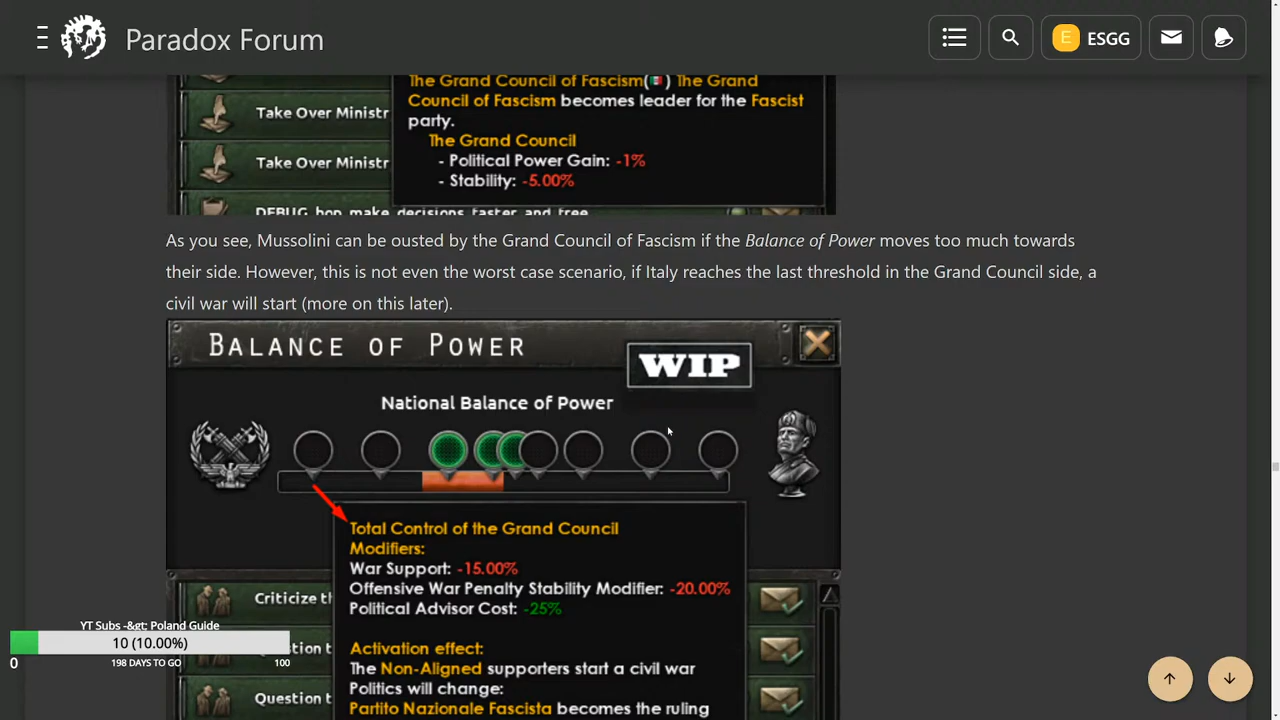 Paradox Forum
E ESGG
The Grand Council of Fascism( ) The Grand
Council of Fascism becomes leader for the Fascist
party.
The Grand Council
- Political Power Gain: -1%
- Stability: -5.00%
Take Over Ministr
Take Over Ministr
DEBUG hop make decisions faster and free
As you see, Mussolini can be ousted by the Grand Council of Fascism if the Balance of Power moves too much towards
their side. However, this is not even the worst case scenario, if Italy reaches the last threshold in the Grand Council side, a
civil war will start (more on this later).
BALANCE OF POWER
WIP
National Balance of Power
Total Control of the Grand Council
Modifiers:
War Support: -15.00%
Offensive War Penalty Stability Modifier: -20.00%
Political Advisor Cost: -25%
Activation effect:
The Non-Aligned supporters start a civil war
Politics will change:
Partito Nazionale Fascista becomes the ruling
Criticize th
Question t
YT Subs -&gt; Poland Guide
10 (10.00%)
0 198 DAYS TO GO 100